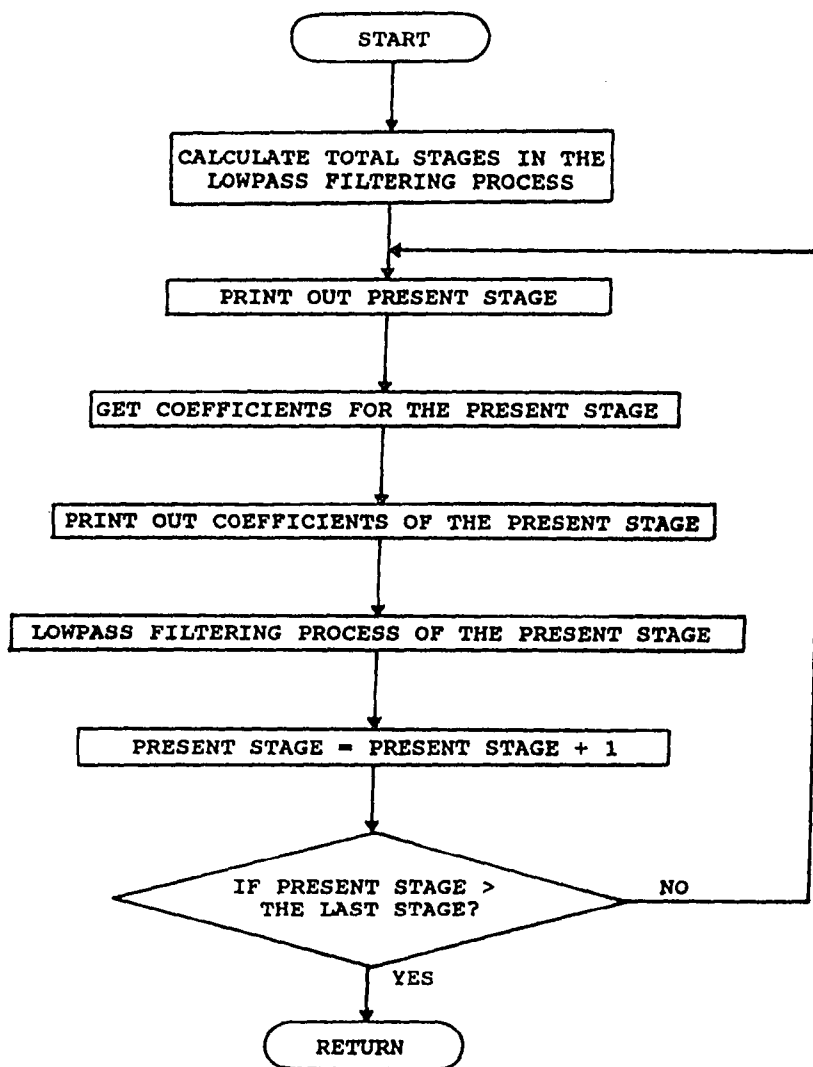 START
CALCULATE TOTAL STAGES IN THE
LOWPASS FILTERING PROCESS
PRINT OUT PRESENT STAGE
GET COEFFICIENTS FOR THE PRESENT STAGE
PRINT OUT COEFFICIENTS OF THE PRESENT STAGE
LOWPASS FILTERING PROCESS OF THE PRESENT STAGE
PRESENT STAGE = PRESENT STAGE + 1
IF PRESENT STAGE >
THE LAST STAGE?
NO
YES
RETURN